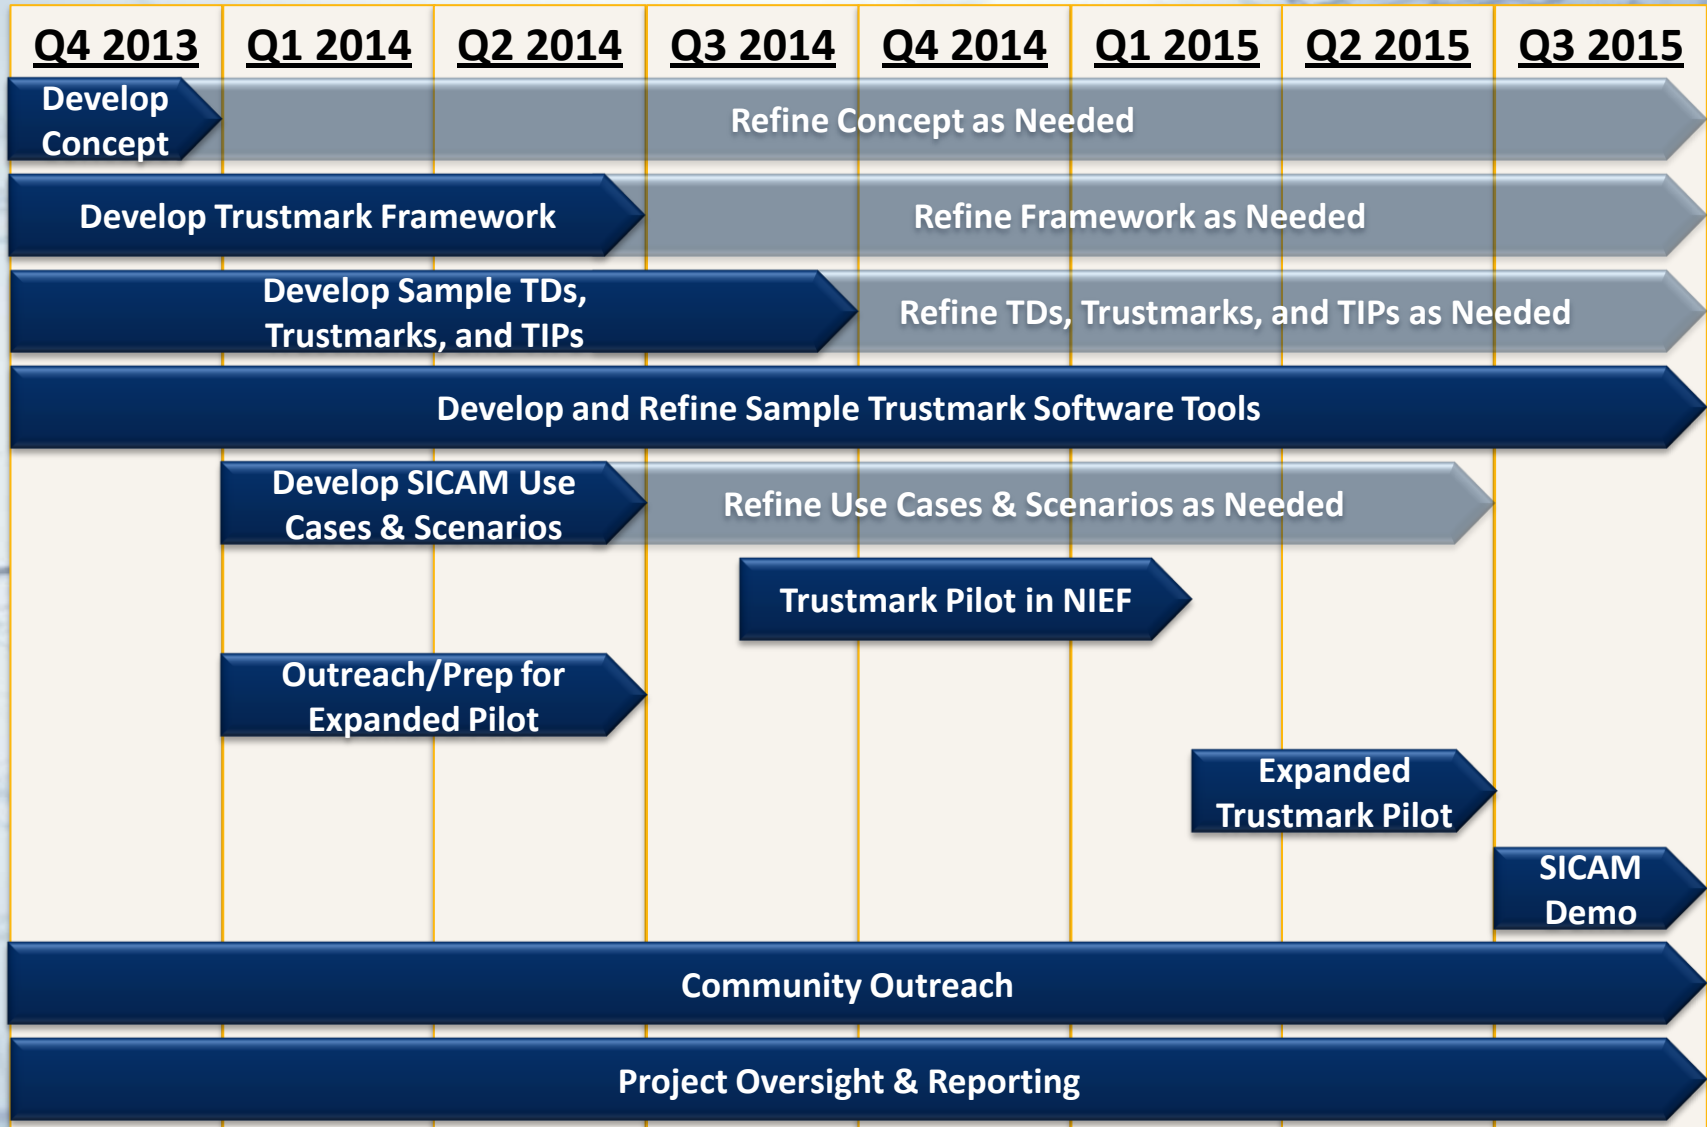 Q4 2013 Q1 2014 Q2 2014 Q3 2014 Q4 2014 Q1 2015 Q2 2015 Q3 2015
Develop
Concept
Refine Concept as Needed
Develop Trustmark Framework
Refine Framework as Needed
Develop Sample TDs,
Trustmarks, and TIPs
Refine TDs, Trustmarks, and TIPs as Needed
Develop and Refine Sample Trustmark Software Tools
Develop SICAM Use
Cases & Scenarios
Refine Use Cases & Scenarios as Needed
Trustmark Pilot in NIEF
Outreach/Prep for
Expanded Pilot
Expanded
Trustmark Pilot
SICAM
Demo
Community Outreach
Project Oversight & Reporting